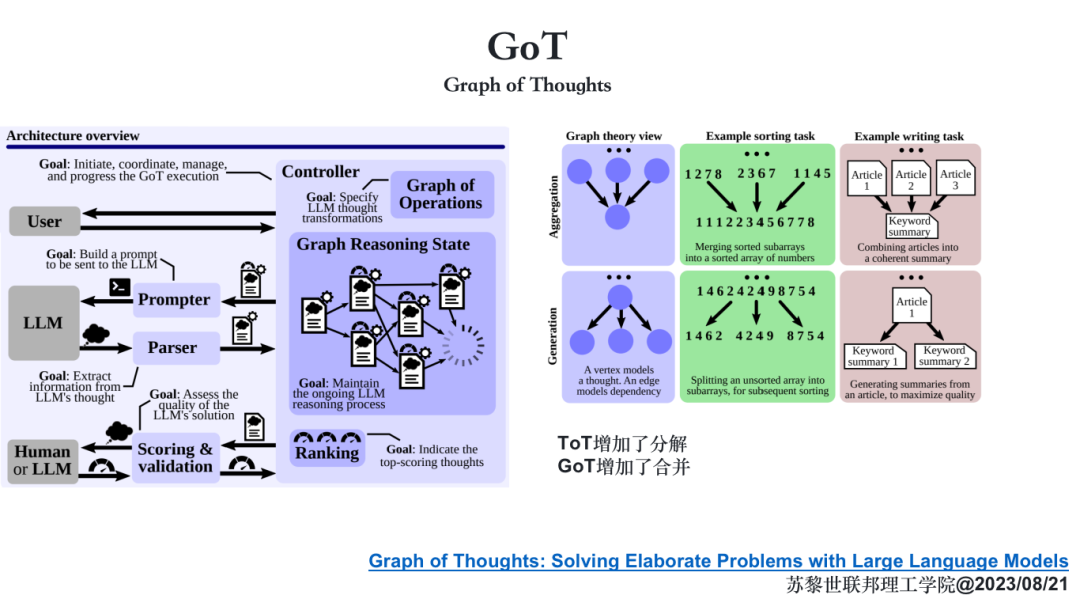 GoT
Graph of Thoughts
Architecture overview
Goal: Initiate, coordinate, manage,
and progress the GoT execution
User
Goal: Build a prompt
to be sent to the LLM
Prompter
LLM
Parser
Goal: Extract
information from
LLM's thought
Goal: Assess the
quality of the
LLM's solution
Human
or LLM
Scoring &
validation
Controller
Goal: Specify
LLM thought
transformations
Graph of
Operations
Graph Reasoning State
Goal: Maintain
the ongoing LLM
reasoning process
Ranking
Goal: Indicate the
top-scoring thoughts
Graph theory view
Example sorting task
Example writing task
Aggregation
1 2 7 8
2 3 6 7
1 1 4 5
1 1 1 2 2 3 4 5 6 7 7 8
Merging sorted subarrays
into a sorted array of numbers
Article
1
Article
2
Article
3
Keyword
summary
Combining articles into
a coherent summary
Generation
A vertex models
a thought. An edge
models dependency
1 4 6 2 4 2 4 9 8 7 5 4
1 4 6 2
4 2 4 9
8 7 5 4
Splitting an unsorted array into
subarrays, for subsequent sorting
Article
1
Keyword
summary 1
Keyword
summary 2
Generating summaries from
an article, to maximize quality
ToT增加了分解
GoT增加了合并
Graph of Thoughts: Solving Elaborate Problems with Large Language Models
苏黎世联邦理工学院@2023/08/21